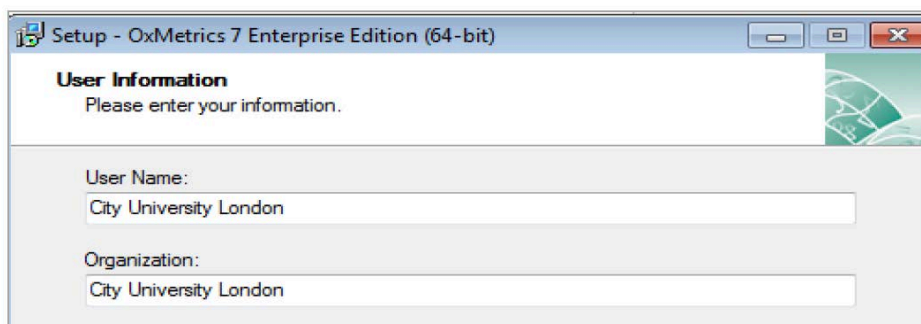 Setup - OxMetrics 7 Enterprise Edition (64-bit)
User Information
Please enter your information.
User Name:
City University London
Organization:
City University London